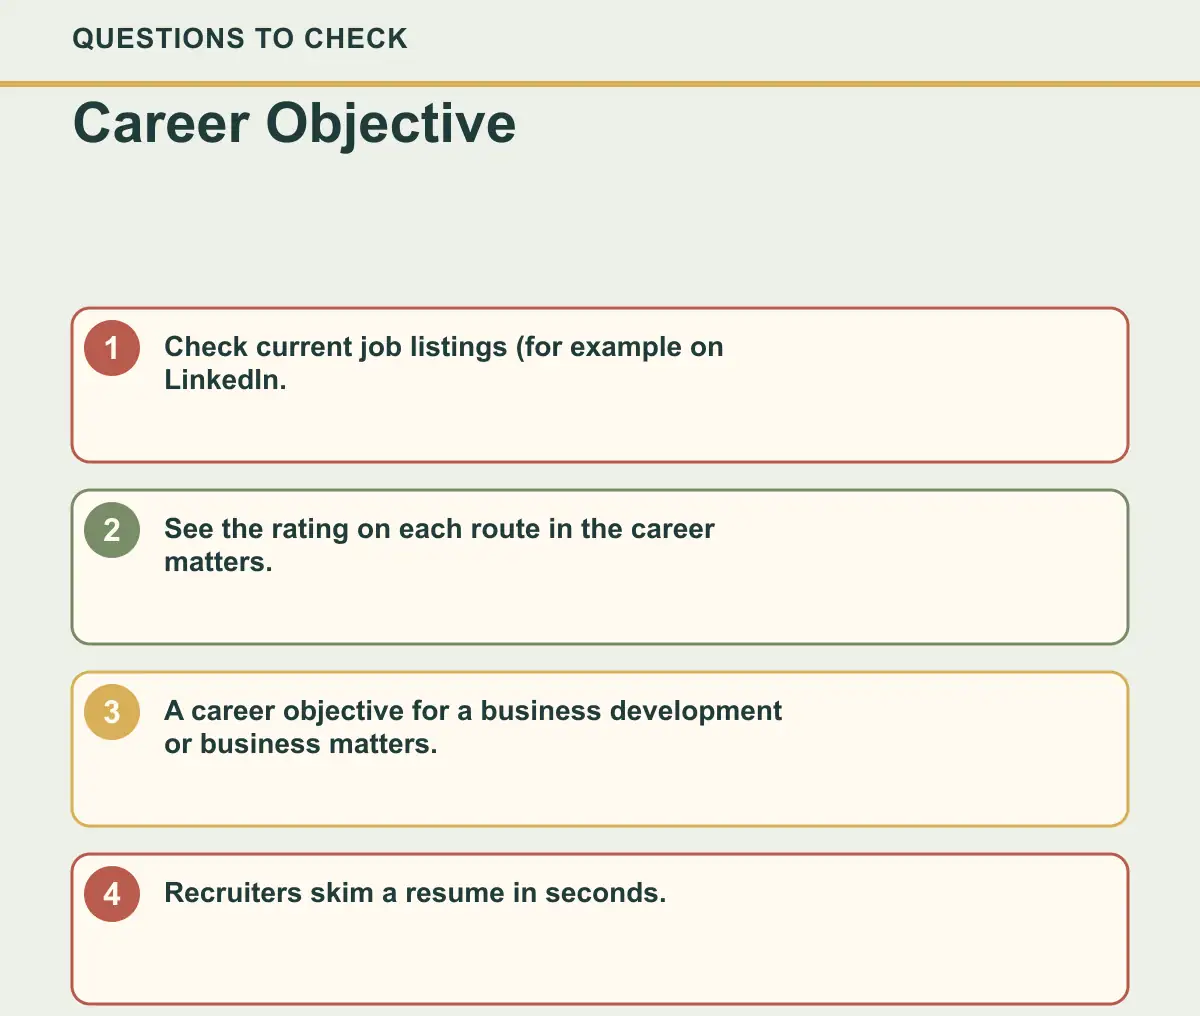 QUESTIONS TO CHECK
Career Objective
1
Check current job listings (for example on
LinkedIn.
2
See the rating on each route in the career
matters.
3
A career objective for a business development
or business matters.
4
Recruiters skim a resume in seconds.